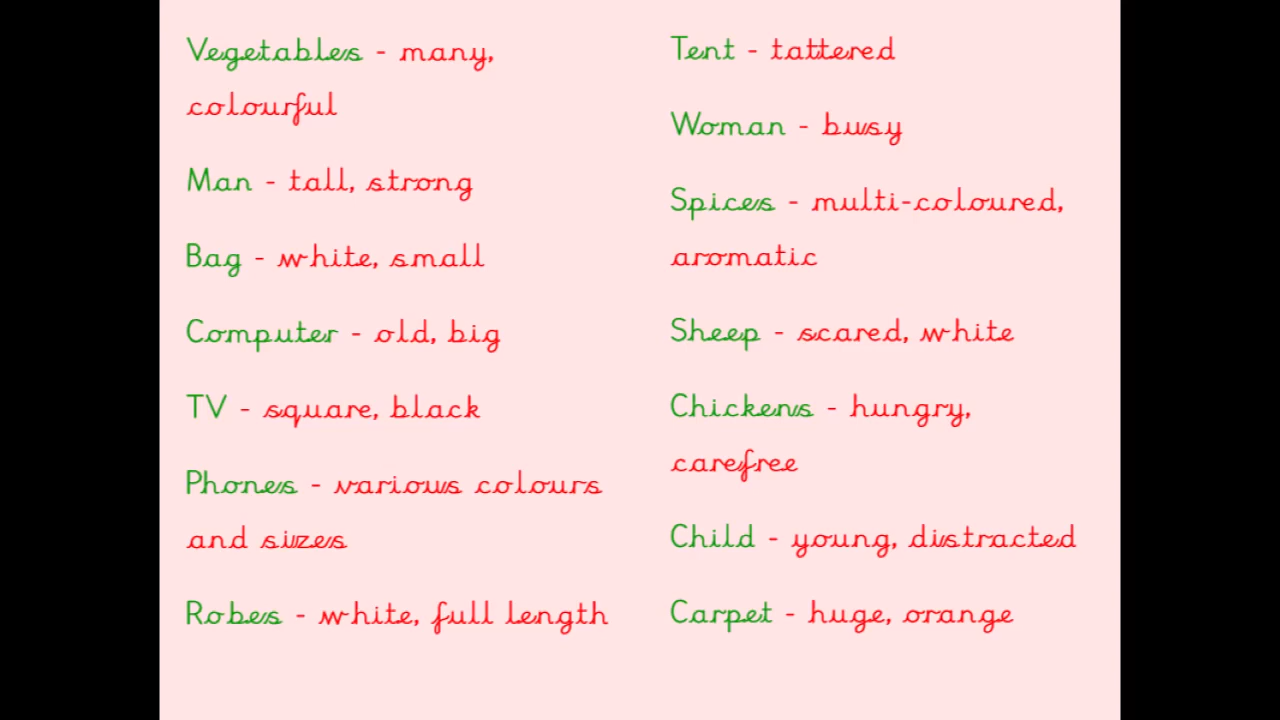 Vegetables - many,
colourful
Man - tall, strong
Bag - white, small
Computer - old, big
TV - square, black
Phones - various colours
and sizes
Robes - white, full length
Tent - tattered
Woman - busy
Spices - multi-coloured,
aromatic
Sheep - scared, white
Chickens - hungry,
carefree
Child - young, distracted
Carpet - huge, orange